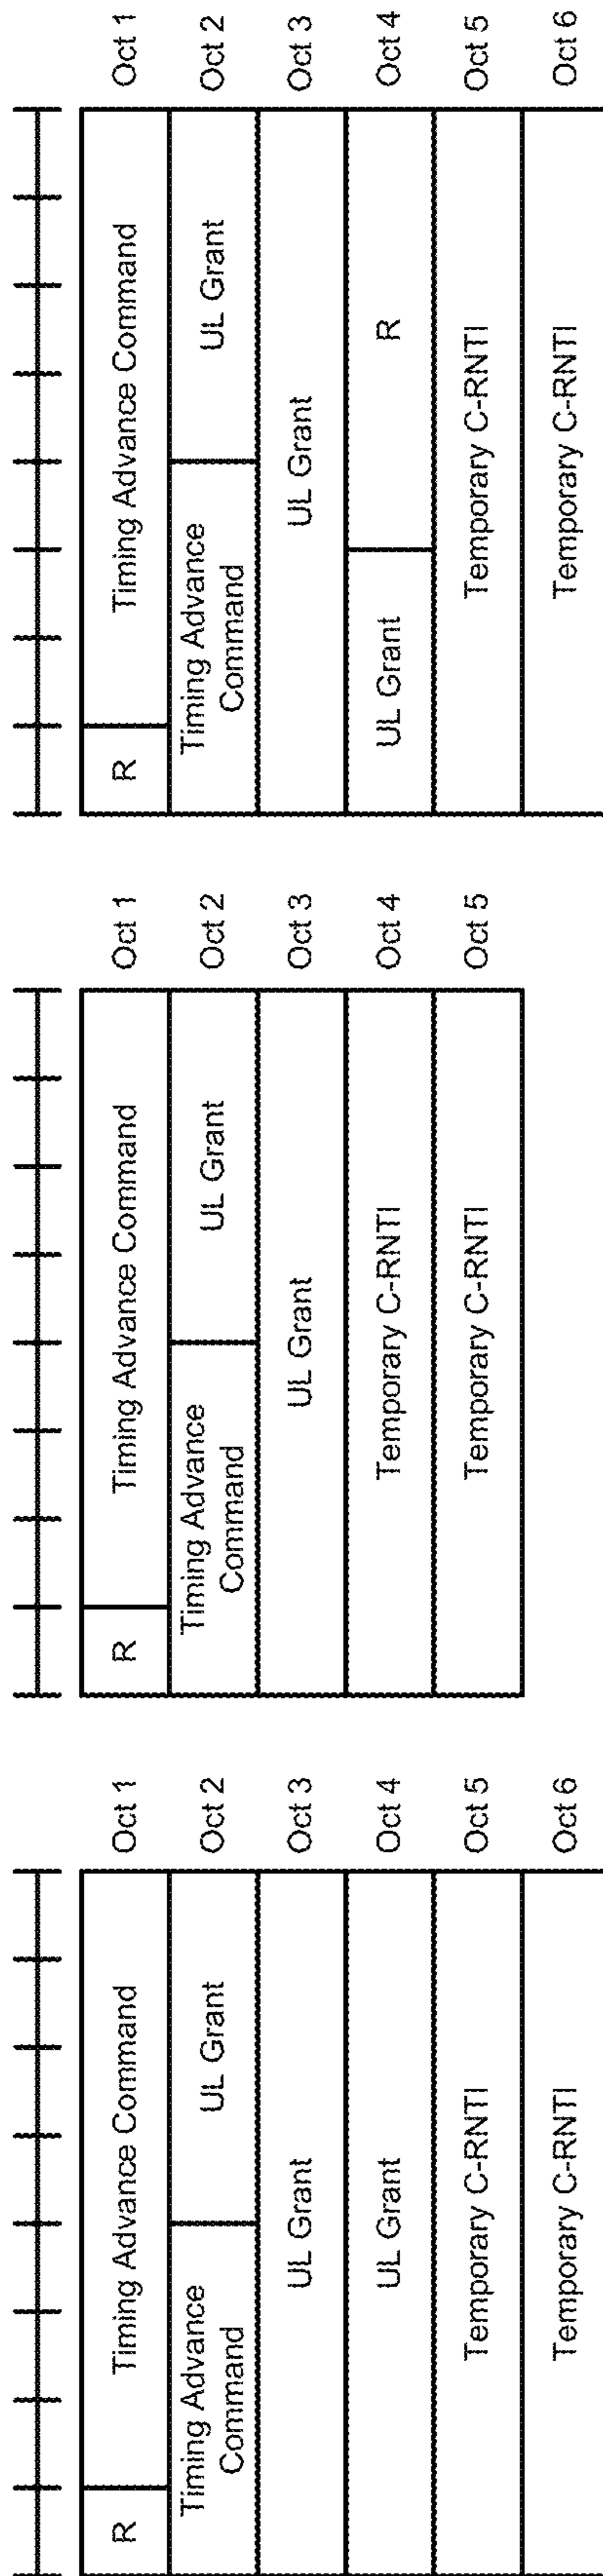 R
Timing Advance Command
Oct 1
Timing Advance
Command
UL Grant
Oct 2
UL Grant
Oct 3
UL Grant
Oct 4
Temporary C-RNTI
Oct 5
Temporary C-RNTI
Oct 6
R
Timing Advance Command
Oct 1
Timing Advance
Command
UL Grant
Oct 2
UL Grant
Oct 3
Temporary C-RNTI
Oct 4
Temporary C-RNTI
Oct 5
R
Timing Advance Command
Oct 1
Timing Advance
Command
UL Grant
Oct 2
UL Grant
Oct 3
UL Grant
R
Oct 4
Temporary C-RNTI
Oct 5
Temporary C-RNTI
Oct 6